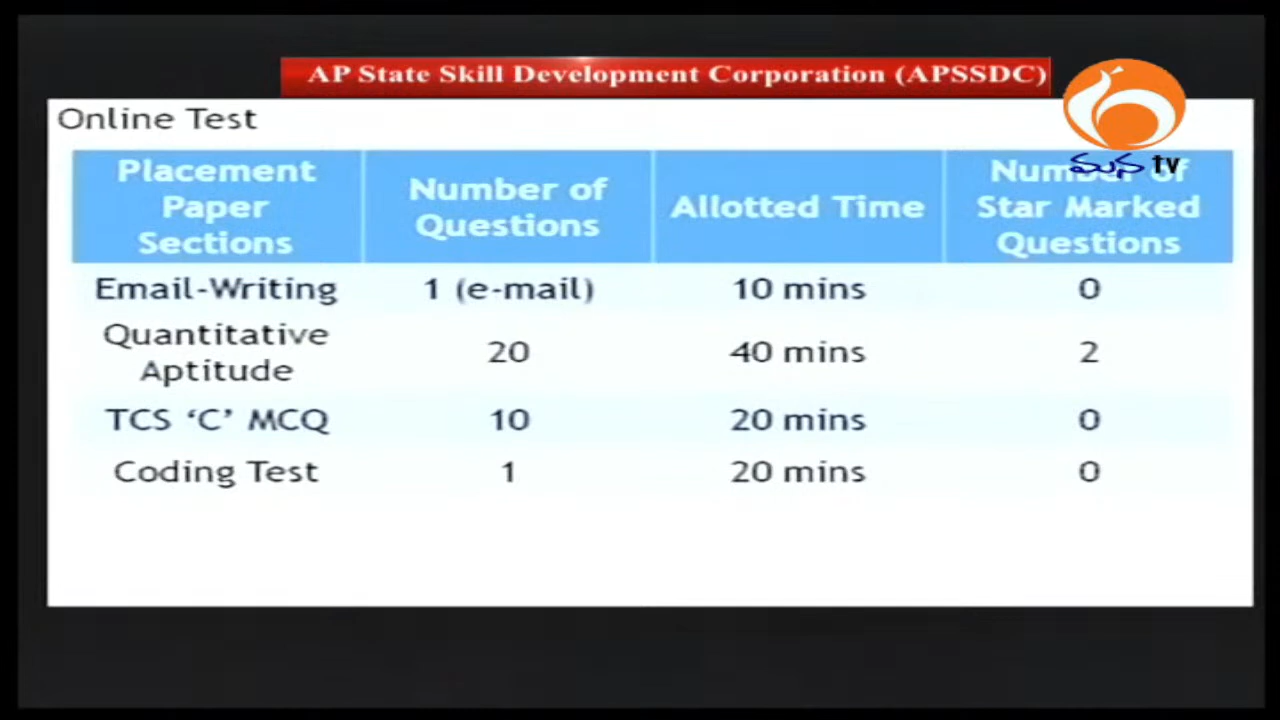 AP State Skill Development Corporation (APSSDC)
Online Test
Placement Paper Sections
Number of Questions
Allotted Time
Number of Star Marked Questions
మన tv
Email-Writing 1 (e-mail) 10 mins 0
Quantitative Aptitude 20 40 mins 2
TCS ‘C’ MCQ 10 20 mins 0
Coding Test 1 20 mins 0